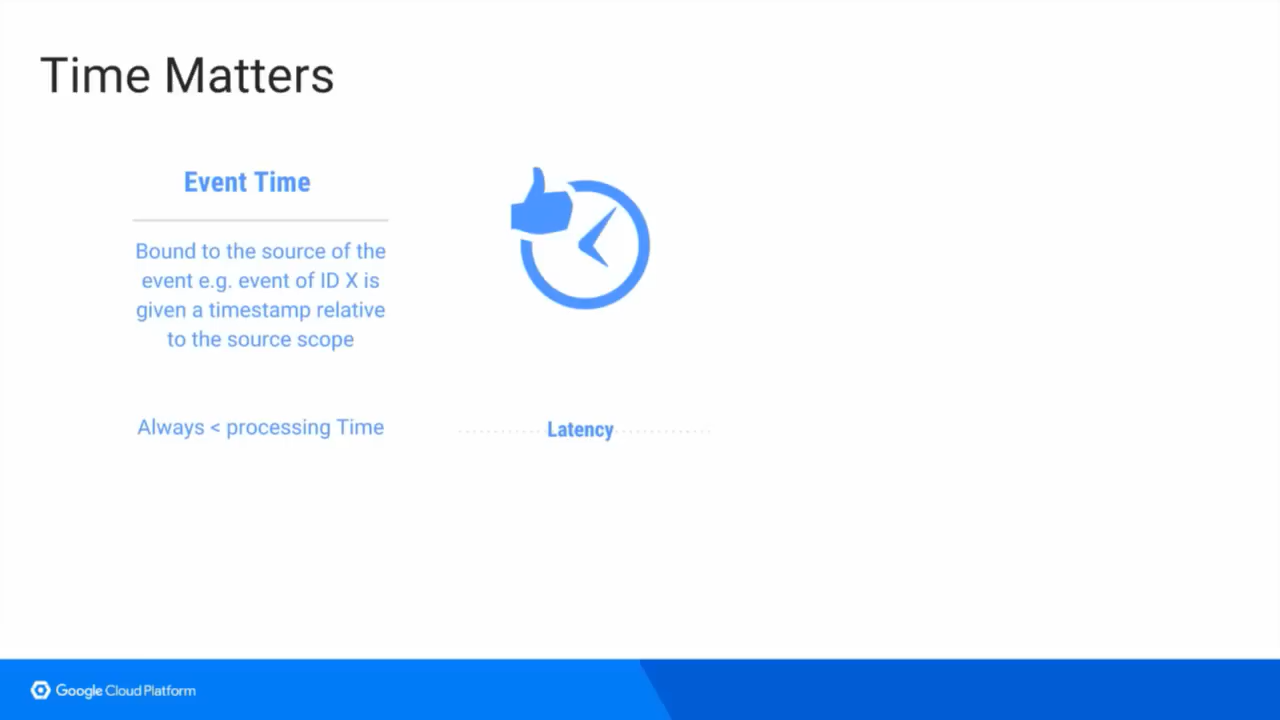 Time Matters
Event Time
Bound to the source of the
event e.g. event of ID X is
given a timestamp relative
to the source scope
Always < processing Time
Latency
Google Cloud Platform